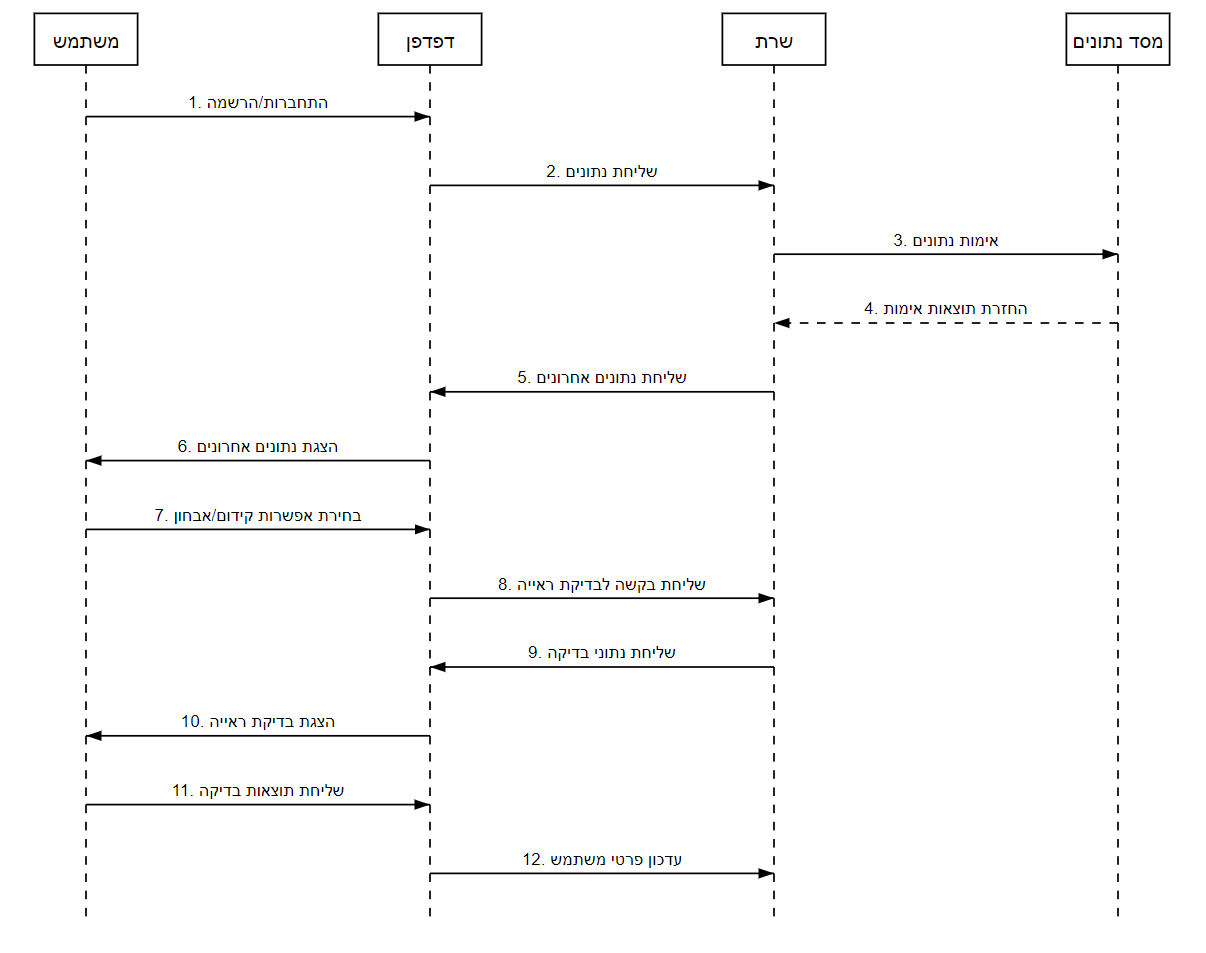 משתמש
דפדפן
שרת
מסד נתונים
1. התחברות/הרשמה
2. שליחת נתונים
3. אימות נתונים
4. החזרת תוצאות אימות
5. שליחת נתונים אחרונים
6. הצגת נתונים אחרונים
7. בחירת אפשרות קידום/אבחון
8. שליחת בקשה לבדיקת ראייה
9. שליחת נתוני בדיקה
10. הצגת בדיקת ראייה
11. שליחת תוצאות בדיקה
12. עדכון פרטי משתמש